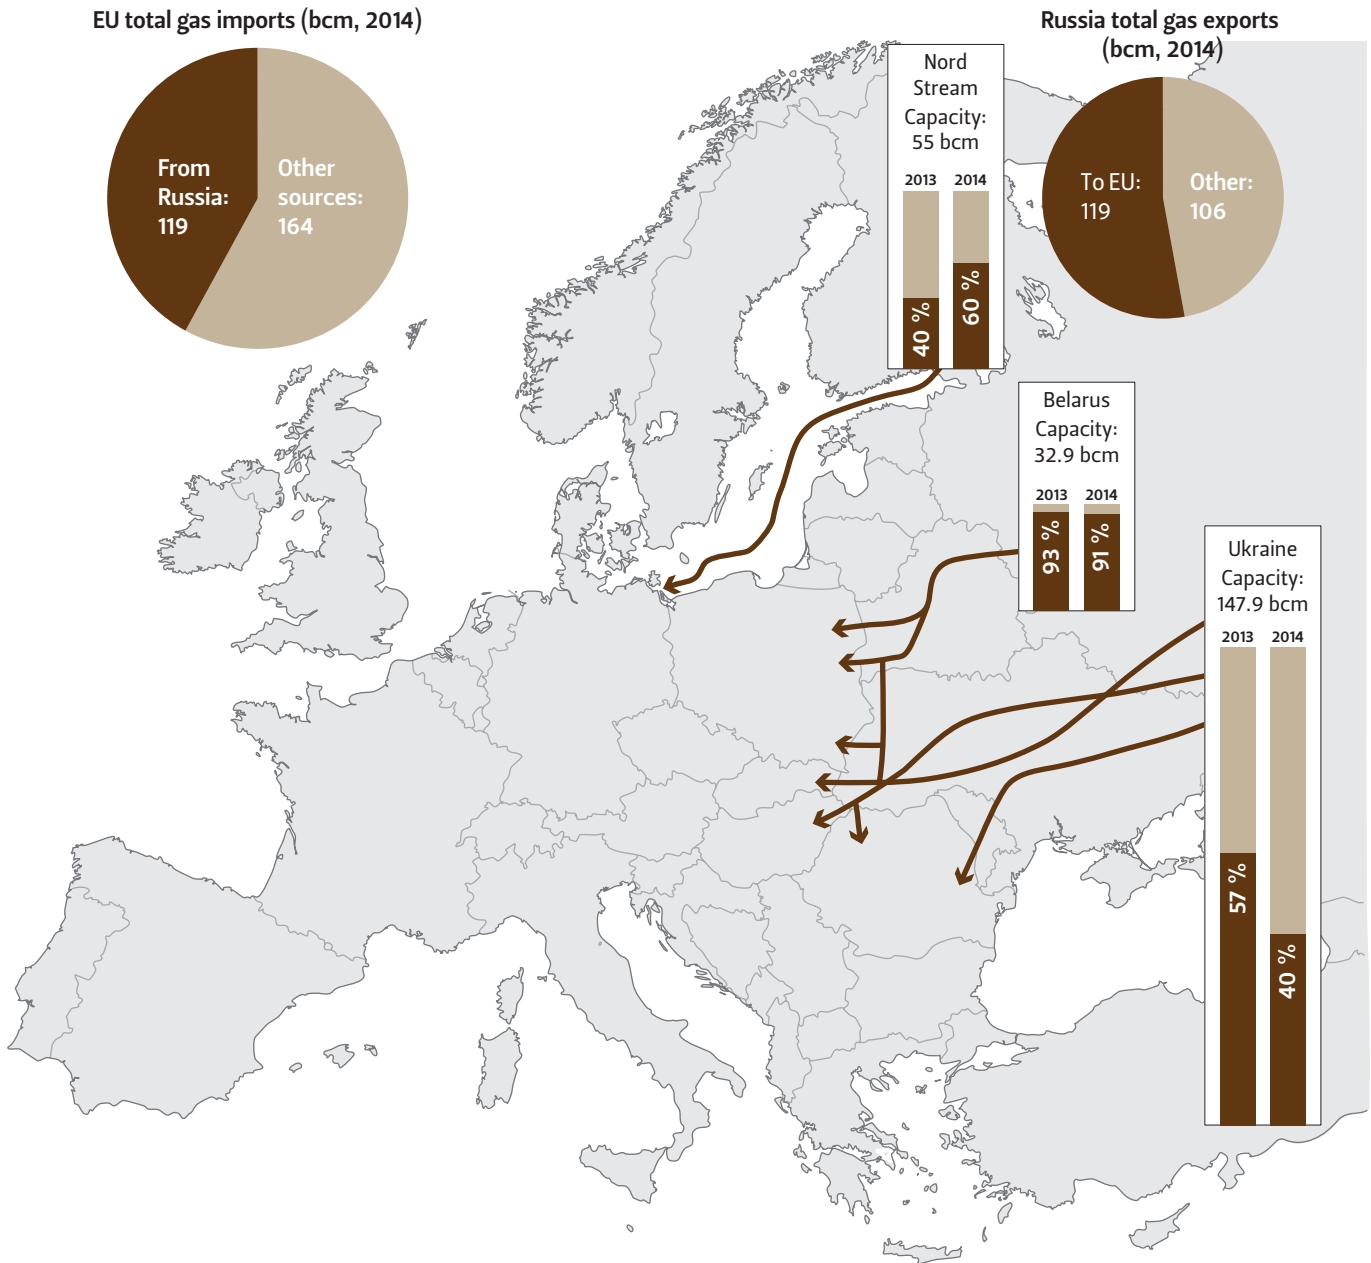 EU total gas imports (bcm, 2014)
From
Russia:
119
Other
sources:
164
Russia total gas exports
(bcm, 2014)
To EU:
119
Other:
106
Nord
Stream
Capacity:
55 bcm
2013 2014
40 %
60 %
Belarus
Capacity:
32.9 bcm
2013 2014
93 %
91 %
Ukraine
Capacity:
147.9 bcm
2013 2014
57 %
40 %